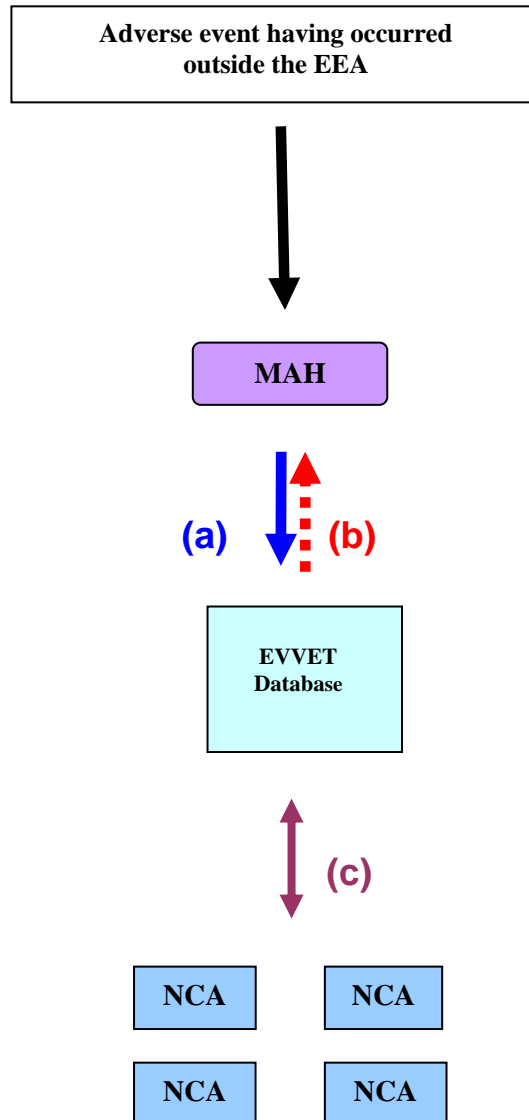 Adverse event having occurred
outside the EEA
MAH
(a)
(b)
EVVET
Database
(c)
NCA
NCA
NCA
NCA